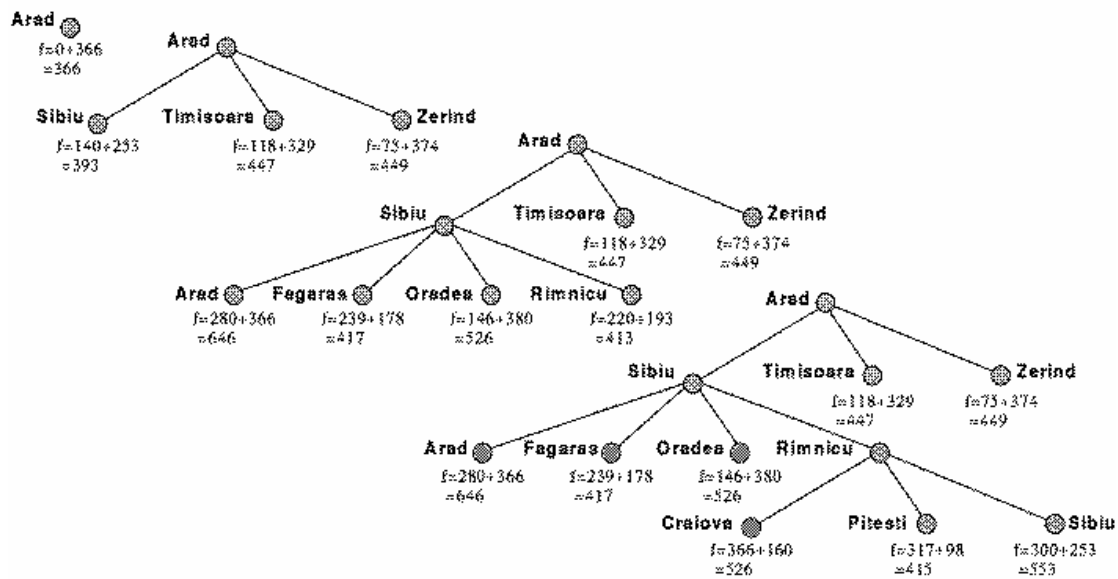 Arad
f=0+366
=366
Arad
Sibiu
f=140+253
=393
Timisoara
f=118+329
=447
Zerind
f=75+374
=449
Arad
Sibiu
Timisoara
f=118+329
=447
Zerind
f=75+374
=449
Arad
f=280+366
=646
Fagaras
f=239+178
=417
Oradea
f=146+380
=526
Rimnicu
f=220+193
=413
Arad
Sibiu
Timisoara
f=118+329
=447
Zerind
f=75+374
=449
Arad
f=280+366
=646
Fagaras
f=239+178
=417
Oradea
f=146+380
=526
Rimnicu
Craiova
f=366+160
=526
Pitesti
f=317+98
=415
Sibiu
f=300+253
=553